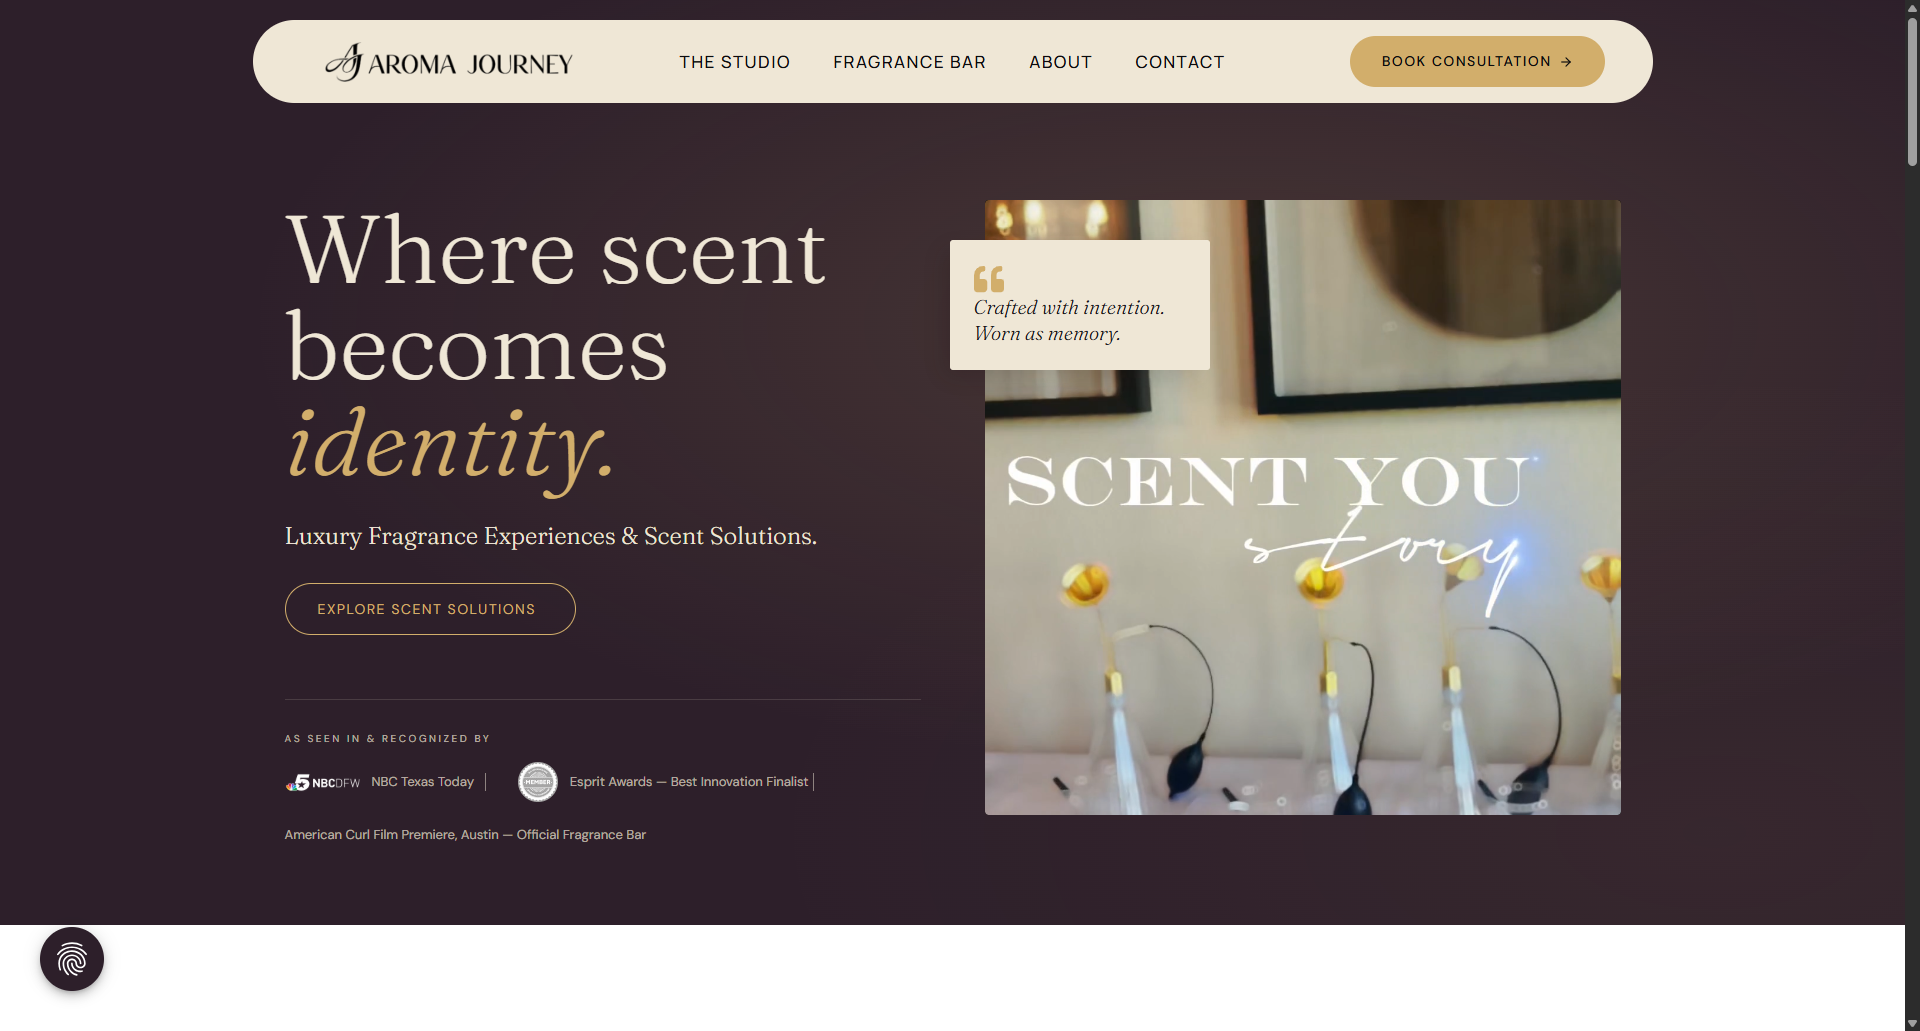 AROMA JOURNEY
THE STUDIO
FRAGRANCE BAR
ABOUT
CONTACT
BOOK CONSULTATION →
Where scent
becomes
identity.
Luxury Fragrance Experiences & Scent Solutions.
EXPLORE SCENT SOLUTIONS
AS SEEN IN & RECOGNIZED BY
5 NBCDFW
NBC Texas Today
MEMBER
Esprit Awards — Best Innovation Finalist
American Curl Film Premiere, Austin — Official Fragrance Bar
“
Crafted with intention.
Worn as memory.
SCENT YOU
story